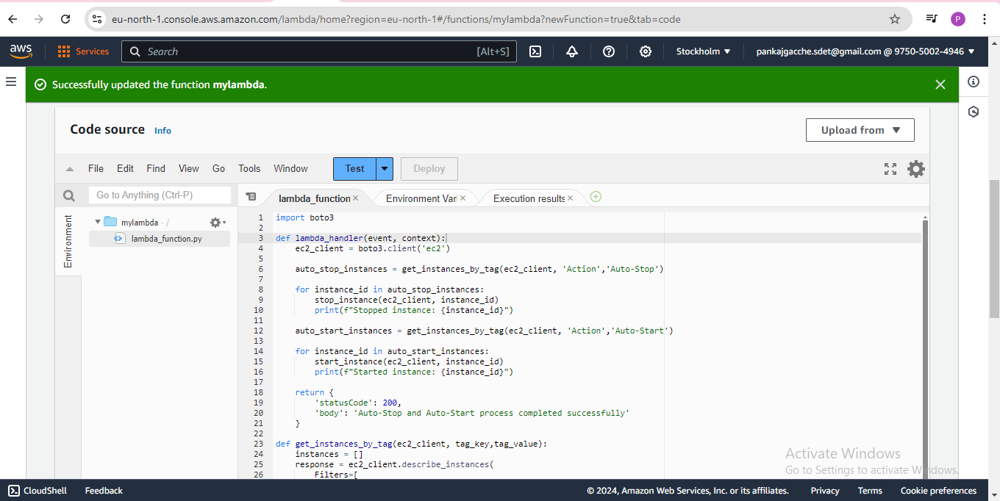 eu-north-1.console.aws.amazon.com/lambda/home?region=eu-north-1#/functions/mylambda?newFunction=true&tab=code
P
aws
Services
Search
[Alt+S]
Stockholm
pankajgacche.sdet@gmail.com @ 9750-5002-4946
Successfully updated the function mylambda.
Code source
Info
Upload from
File Edit Find View Go Tools Window
Test
Deploy
Go to Anything (Ctrl-P)
lambda_function
Environment Vari
Execution results
Environment
mylambda - /
lambda_function.py
1 import boto3
2
3 def lambda_handler(event, context):
4 ec2_client = boto3.client('ec2')
5
6 auto_stop_instances = get_instances_by_tag(ec2_client, 'Action','Auto-Stop')
7
8 for instance_id in auto_stop_instances:
9 stop_instance(ec2_client, instance_id)
10 print(f"Stopped instance: {instance_id}")
11
12 auto_start_instances = get_instances_by_tag(ec2_client, 'Action','Auto-Start')
13
14 for instance_id in auto_start_instances:
15 start_instance(ec2_client, instance_id)
16 print(f"Started instance: {instance_id}")
17
18 return {
19 'statusCode': 200,
20 'body': 'Auto-Stop and Auto-Start process completed successfully'
21 }
22
23 def get_instances_by_tag(ec2_client, tag_key,tag_value):
24 instances = []
25 response = ec2_client.describe_instances(
26 Filters=[
Activate Windows
Go to Settings to activate Windows.
CloudShell
Feedback
© 2024, Amazon Web Services, Inc. or its affiliates.
Privacy
Terms
Cookie preferences